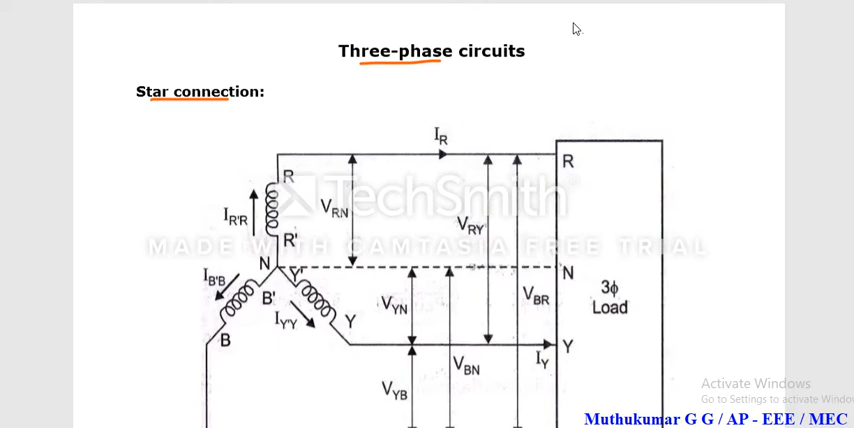 Three-phase circuits
Star connection:
I_R
R
R
TechSmith
I_R'R
V_RN
V_RY
R'
MADE WITH CAMTASIA FREE TRIAL
N
Y'
N
I_B'B
B'
V_YN
V_BR
3ϕ
Load
I_Y'Y
Y
Y
B
V_BN
I_Y
V_YB
Activate Windows
Go to Settings to activate Windo
Muthukumar G G / AP - EEE / MEC